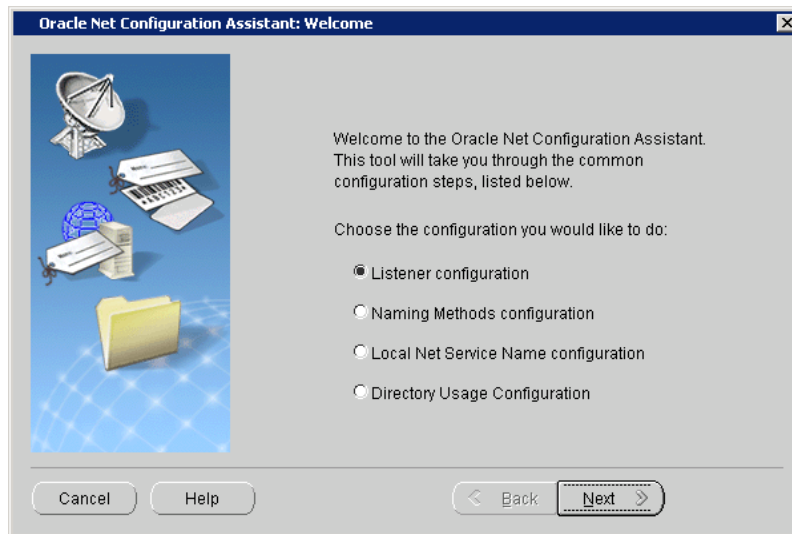 Oracle Net Configuration Assistant: Welcome
Welcome to the Oracle Net Configuration Assistant.
This tool will take you through the common
configuration steps, listed below.
Choose the configuration you would like to do:
Listener configuration
Naming Methods configuration
Local Net Service Name configuration
Directory Usage Configuration
Cancel
Help
Back
Next